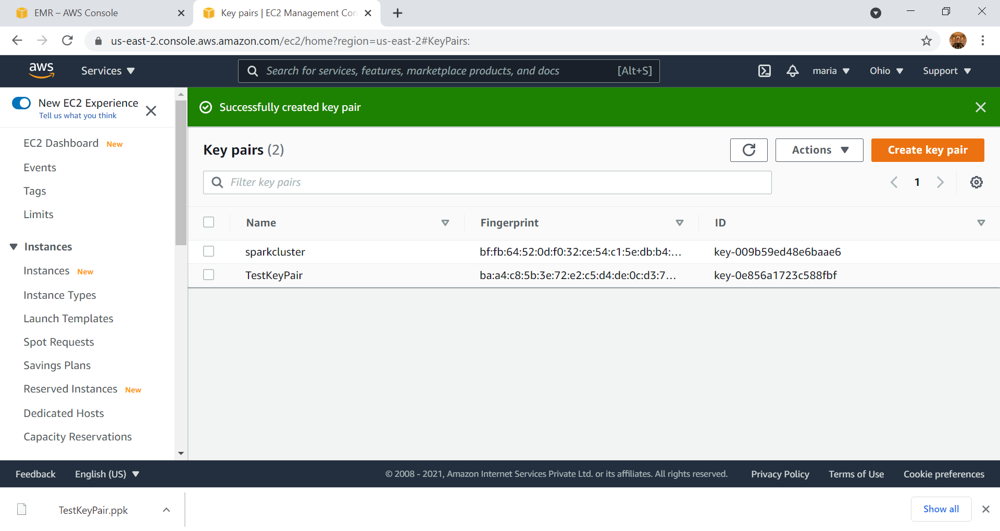 EMR – AWS Console
Key pairs | EC2 Management Con
us-east-2.console.aws.amazon.com/ec2/home?region=us-east-2#KeyPairs:
aws
Services
Search for services, features, marketplace products, and docs
[Alt+S]
maria
Ohio
Support
New EC2 Experience
Tell us what you think
EC2 Dashboard New
Events
Tags
Limits
Instances
Instances New
Instance Types
Launch Templates
Spot Requests
Savings Plans
Reserved Instances New
Dedicated Hosts
Capacity Reservations
Successfully created key pair
Key pairs (2)
Actions
Create key pair
Filter key pairs
1
Name Fingerprint ID
sparkcluster bf:fb:64:52:0d:f0:32:ce:54:c1:5e:db:b4:... key-009b59ed48e6baae6
TestKeyPair ba:a4:c8:5b:3e:72:e2:c5:d4:de:0c:d3:7... key-0e856a1723c588fbf
Feedback
English (US)
© 2008 - 2021, Amazon Internet Services Private Ltd. or its affiliates. All rights reserved.
Privacy Policy
Terms of Use
Cookie preferences
TestKeyPair.ppk
Show all